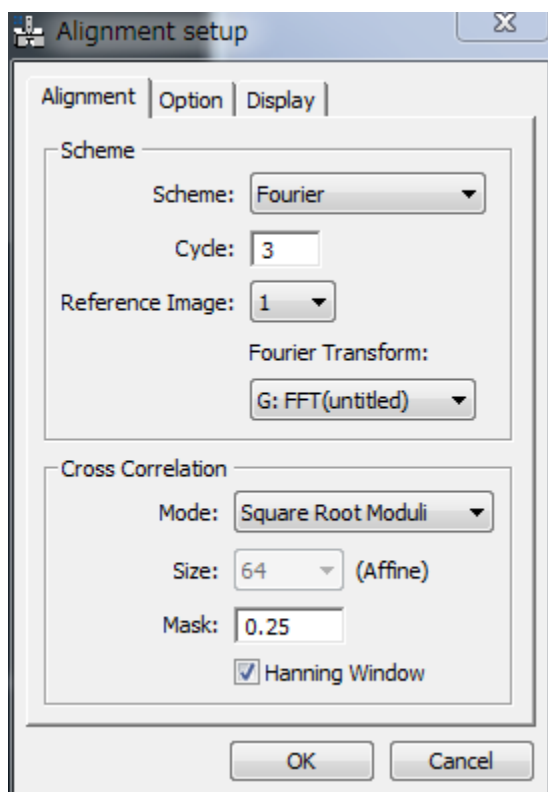 Alignment setup
Alignment Option Display
Scheme
Scheme: Fourier
Cycle: 3
Reference Image: 1
Fourier Transform:
G: FFT(untitled)
Cross Correlation
Mode: Square Root Moduli
Size: 64 (Affine)
Mask: 0.25
Hanning Window
OK Cancel